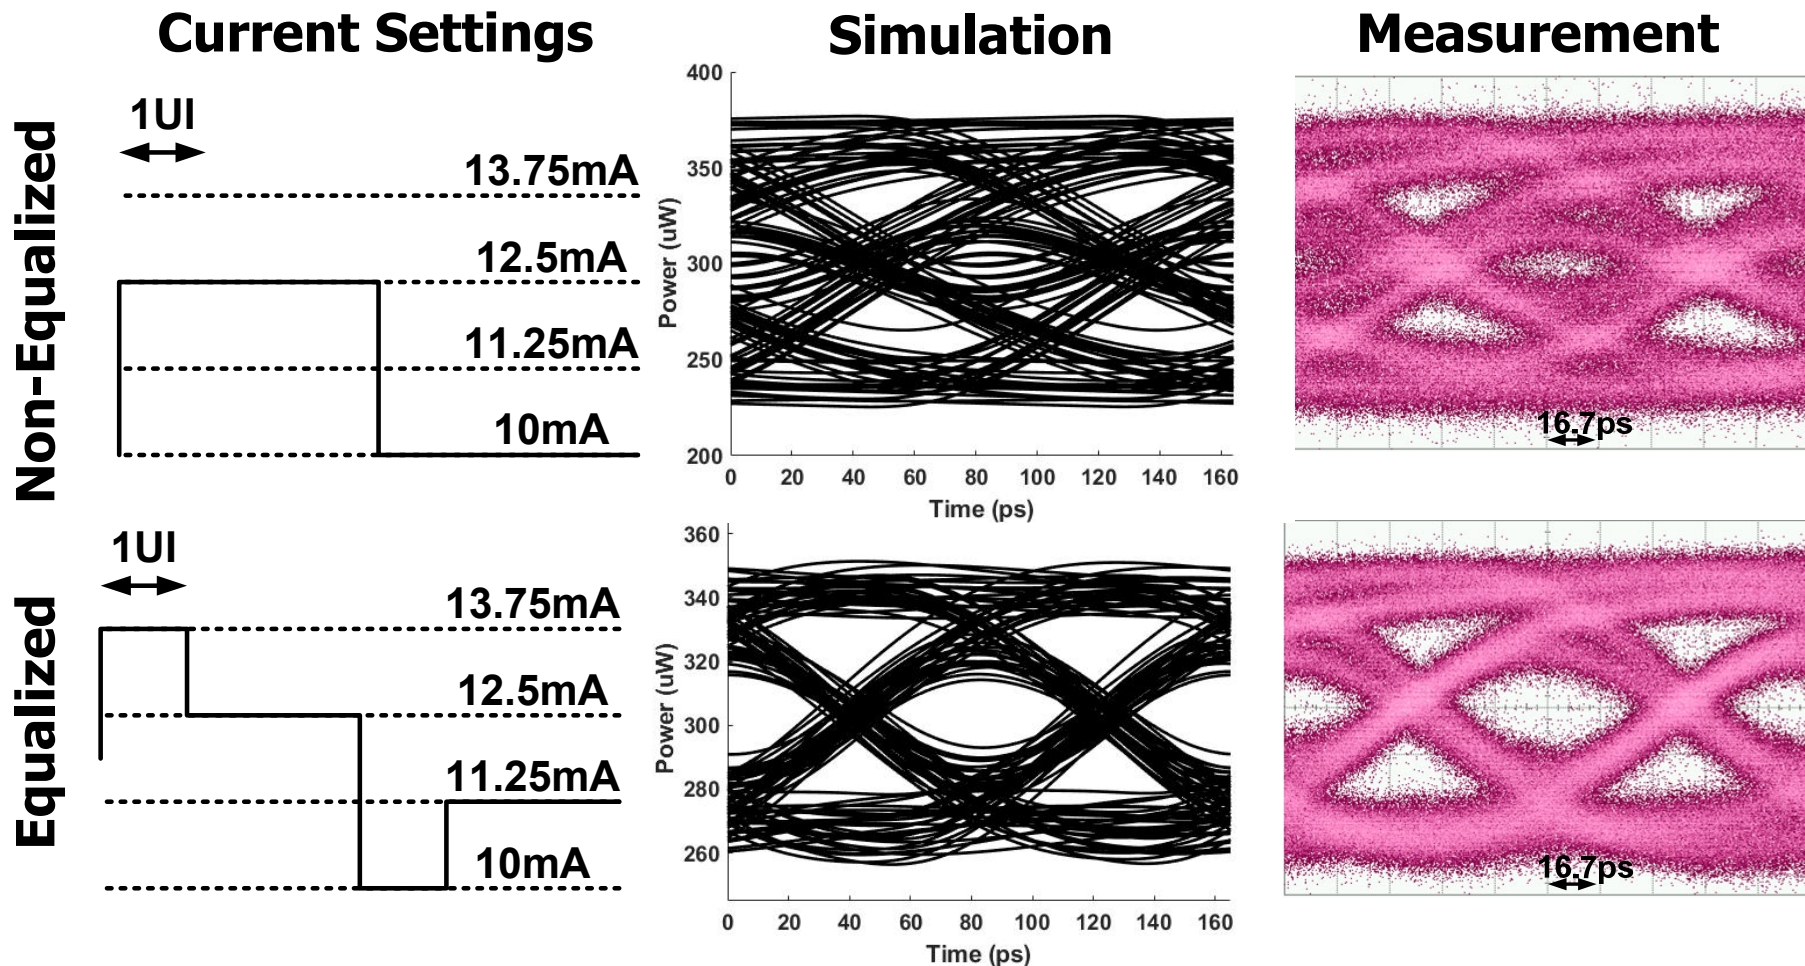 Current Settings
Simulation
Measurement
Non-Equalized
1UI
13.75mA
12.5mA
11.25mA
10mA
Power (uW)
400
350
300
250
200
0 20 40 60 80 100 120 140 160
Time (ps)
16.7ps
Equalized
1UI
13.75mA
12.5mA
11.25mA
10mA
Power (uW)
360
340
320
300
280
260
0 20 40 60 80 100 120 140 160
Time (ps)
16.7ps